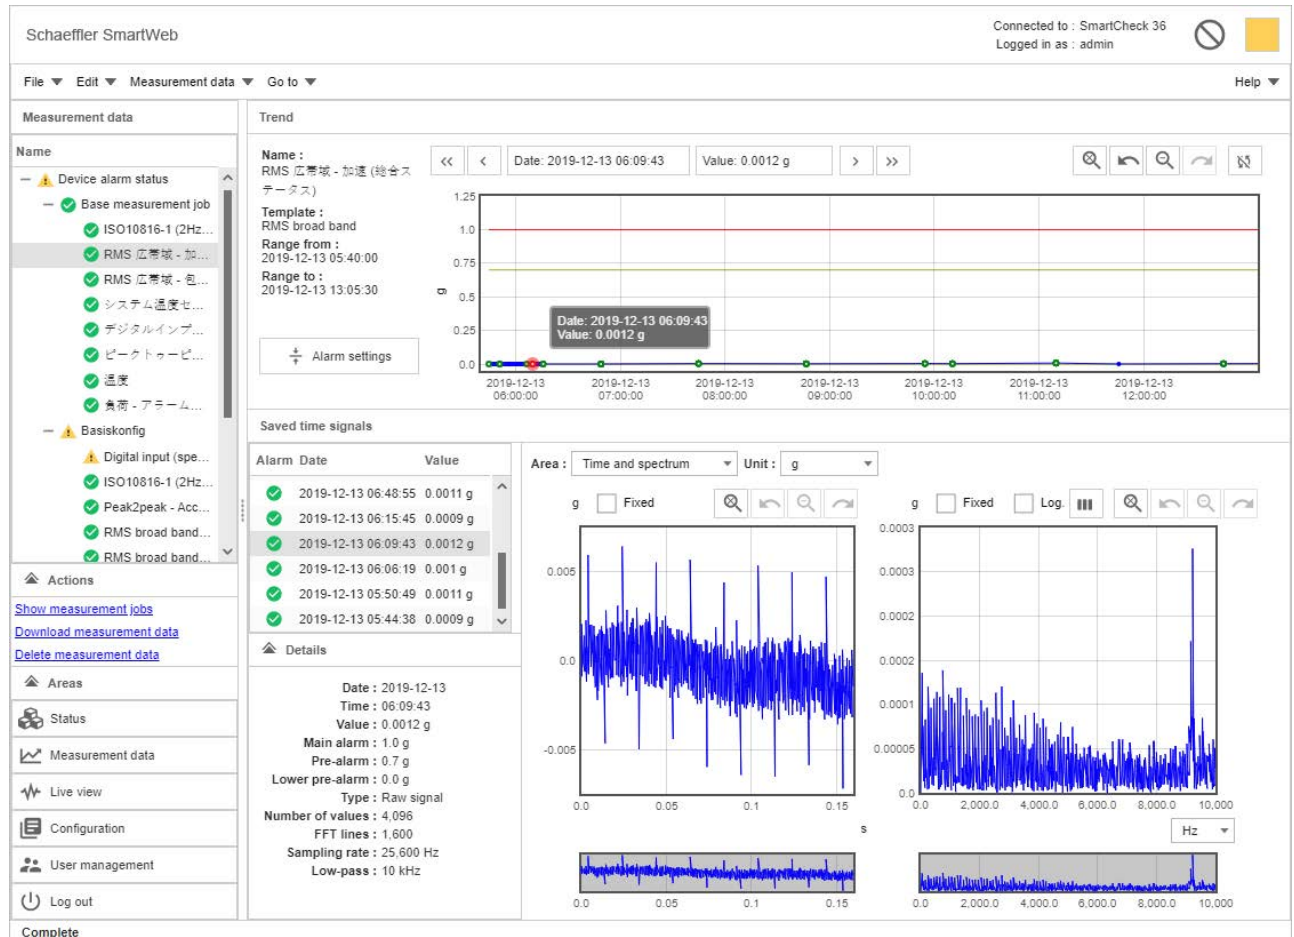 Schaeffler SmartWeb
Connected to : SmartCheck 36
Logged in as : admin
File Edit Measurement data Go to Help
Measurement data
Name
Device alarm status
Base measurement job
ISO10816-1 (2Hz...
RMS 広帯域 - 加...
RMS 広帯域 - 包...
システム温度セ...
デジタルインプ...
ピークトゥーピ...
温度
負荷 - アラーム...
Basiskonfig
Digital input (spe...
ISO10816-1 (2Hz...
Peak2peak - Acc...
RMS broad band...
RMS broad band...
Actions
Show measurement jobs
Download measurement data
Delete measurement data
Areas
Status
Measurement data
Live view
Configuration
User management
Log out
Complete
Trend
Name :
RMS 広帯域 - 加速 (総合ス
テータス)
Template :
RMS broad band
Range from :
2019-12-13 05:40:00
Range to :
2019-12-13 13:05:30
Alarm settings
<< < Date: 2019-12-13 06:09:43 Value: 0.0012 g > >>
1.25
1.0
0.75
0.5
0.25
0.0
g
Date: 2019-12-13 06:09:43
Value: 0.0012 g
2019-12-13 2019-12-13 2019-12-13 2019-12-13 2019-12-13 2019-12-13 2019-12-13
06:00:00 07:00:00 08:00:00 09:00:00 10:00:00 11:00:00 12:00:00
Saved time signals
Alarm Date Value
2019-12-13 06:48:55 0.0011 g
2019-12-13 06:15:45 0.0009 g
2019-12-13 06:09:43 0.0012 g
2019-12-13 06:06:19 0.001 g
2019-12-13 05:50:49 0.0011 g
2019-12-13 05:44:38 0.0009 g
Details
Date : 2019-12-13
Time : 06:09:43
Value : 0.0012 g
Main alarm : 1.0 g
Pre-alarm : 0.7 g
Lower pre-alarm : 0.0 g
Type : Raw signal
Number of values : 4,096
FFT lines : 1,600
Sampling rate : 25,600 Hz
Low-pass : 10 kHz
Area : Time and spectrum Unit : g
g Fixed
0.005
0.0
-0.005
0.0 0.05 0.1 0.15
s
0.0 0.05 0.1 0.15
g Fixed Log.
0.0003
0.0003
0.0002
0.0002
0.0001
0.00005
0.0
0.0 2,000.0 4,000.0 6,000.0 8,000.0 10,000
Hz
0.0 2,000.0 4,000.0 6,000.0 8,000.0 10,000